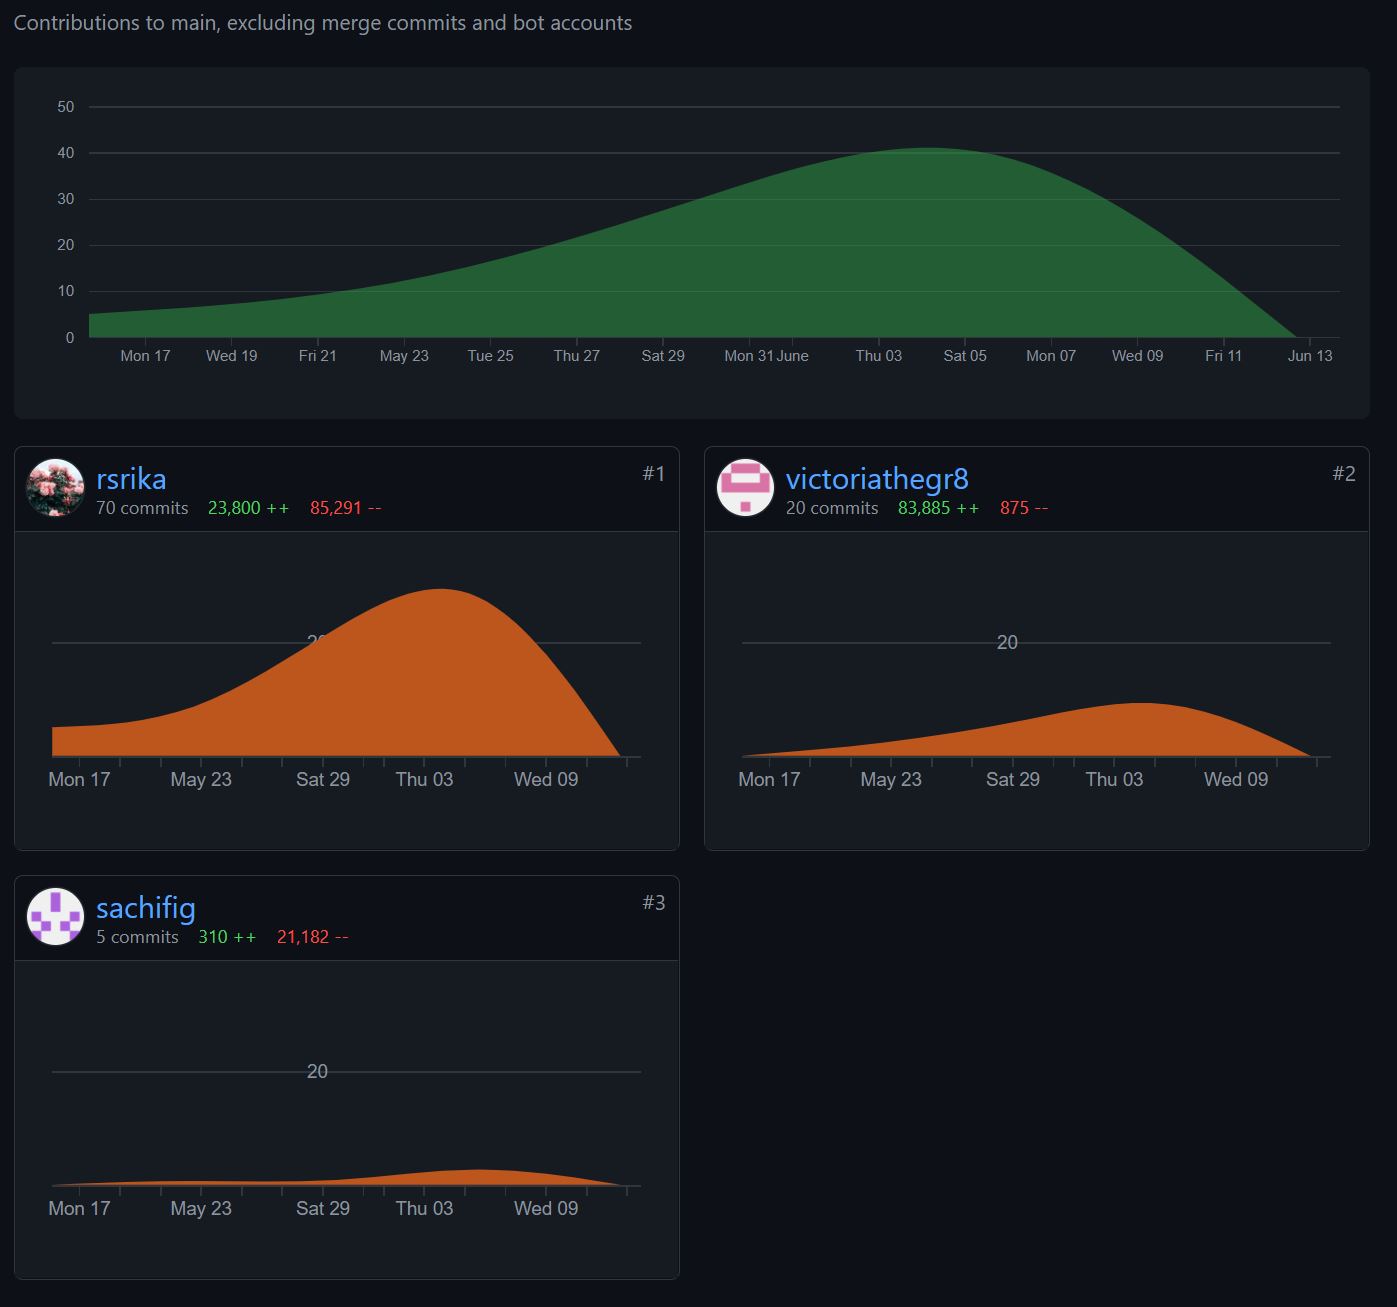 Contributions to main, excluding merge commits and bot accounts
50
40
30
20
10
0
Mon 17 Wed 19 Fri 21 May 23 Tue 25 Thu 27 Sat 29 Mon 31 June Thu 03 Sat 05 Mon 07 Wed 09 Fri 11 Jun 13
rsrika #1
70 commits 23,800 ++ 85,291 --
20
Mon 17 May 23 Sat 29 Thu 03 Wed 09
victoriathegr8 #2
20 commits 83,885 ++ 875 --
20
Mon 17 May 23 Sat 29 Thu 03 Wed 09
sachifig #3
5 commits 310 ++ 21,182 --
20
Mon 17 May 23 Sat 29 Thu 03 Wed 09